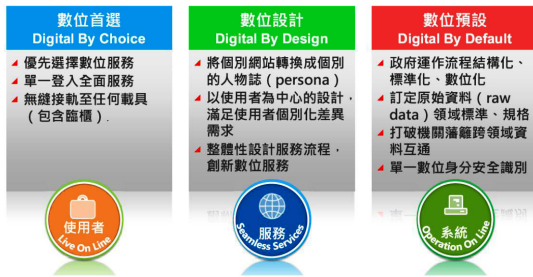 數位首選
Digital By Choice
優先選擇數位服務
單一登入全面服務
無縫接軌至任何載具
（包含臨櫃）.
使用者
Live On Line
數位設計
Digital By Design
將個別網站轉換成個別
的人物誌（persona）
以使用者為中心的設計，
滿足使用者個別化差異
需求
整體性設計服務流程，
創新數位服務
服務
Seamless Services
數位預設
Digital By Default
政府運作流程結構化、
標準化、數位化
訂定原始資料（raw
data）領域標準、規格
打破機關藩籬跨領域資
料互通
單一數位身分安全識別
系統
Operation On Line